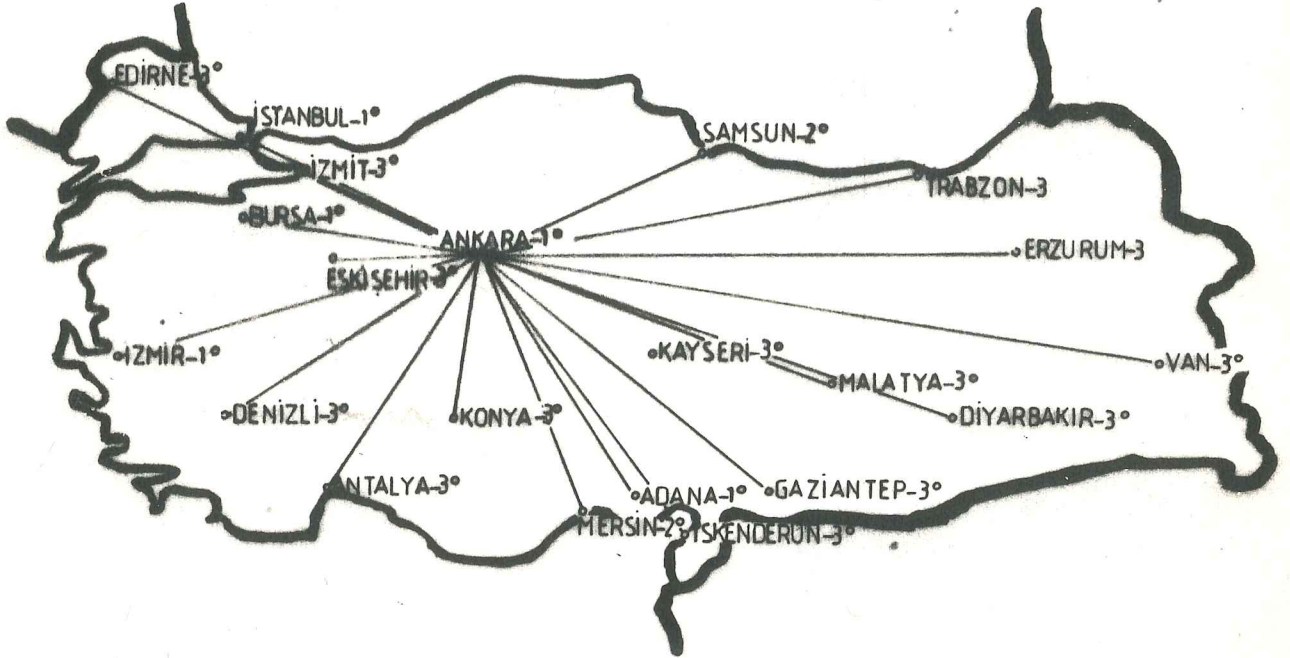 EDİRNE-3°
İSTANBUL-1°
İZMİT-3°
SAMSUN-2°
TRABZON-3
BURSA-1°
ANKARA-1°
ERZURUM-3
ESKİŞEHİR-3°
İZMİR-1°
KAYSERİ-3°
VAN-3°
MALATYA-3°
DENİZLİ-3°
KONYA-3°
DİYARBAKIR-3°
ANTALYA-3°
ADANA-1°
GAZİANTEP-3°
MERSİN-2°
İSKENDERUN-3°